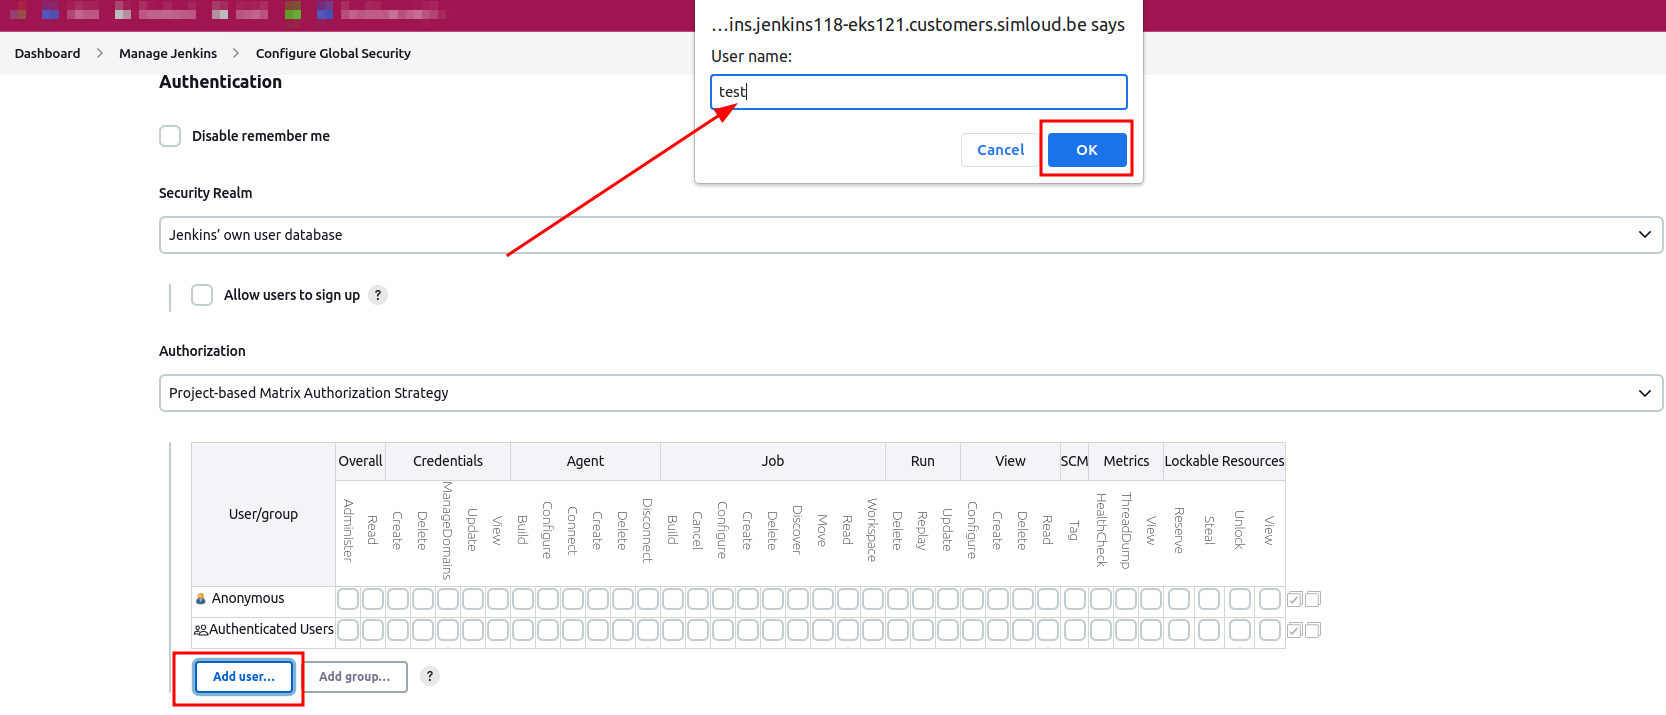 ...ins.jenkins118-eks121.customers.simloud.be says
User name:
test
Cancel
OK
Dashboard
Manage Jenkins
Configure Global Security
Authentication
Disable remember me
Security Realm
Jenkins’ own user database
Allow users to sign up ?
Authorization
Project-based Matrix Authorization Strategy
User/group
Overall
Credentials
Agent
Job
Run
View
SCM
Metrics
Lockable Resources
Administer
Read
Create
Delete
ManageDomains
Update
View
Build
Configure
Connect
Create
Delete
Disconnect
Build
Cancel
Configure
Create
Delete
Discover
Move
Read
Workspace
Delete
Replay
Update
Configure
Create
Delete
Read
Tag
HealthCheck
ThreadDump
View
Reserve
Steal
Unlock
View
Anonymous
Authenticated Users
Add user...
Add group...
?